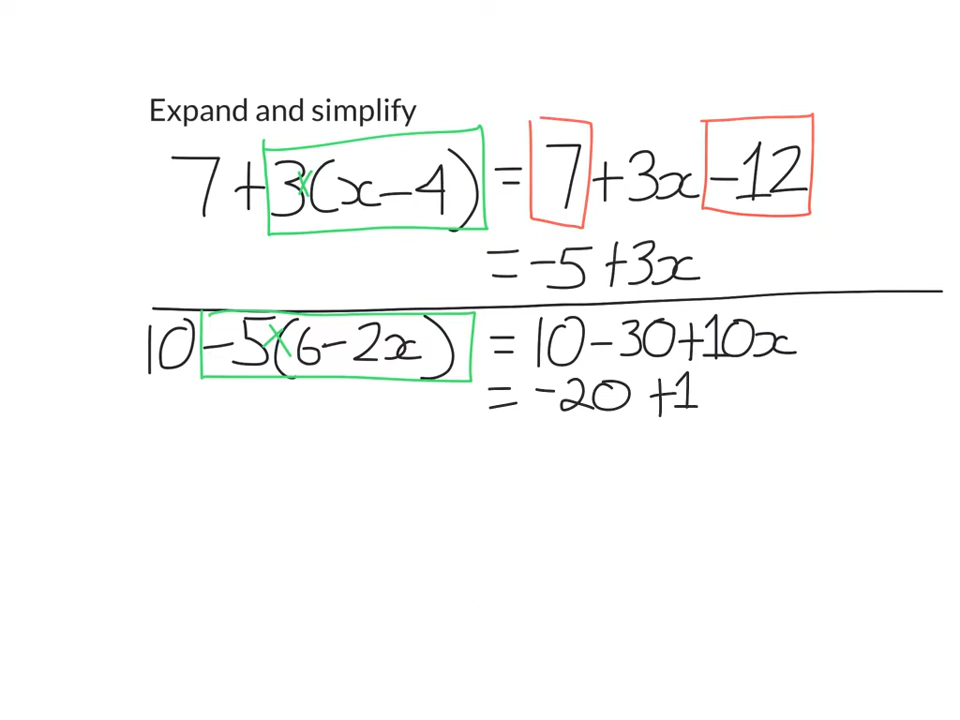 Expand and simplify
7+3×(x-4) = 7+3x-12
= -5+3x
10-5×(6-2x) = 10-30+10x
= -20+1